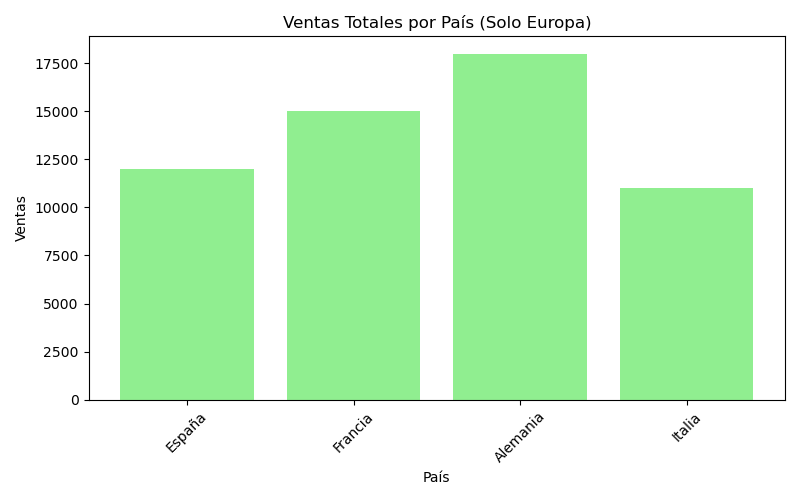 Ventas Totales por País (Solo Europa)
Ventas
17500
15000
12500
10000
7500
5000
2500
0
España
Francia
Alemania
Italia
País